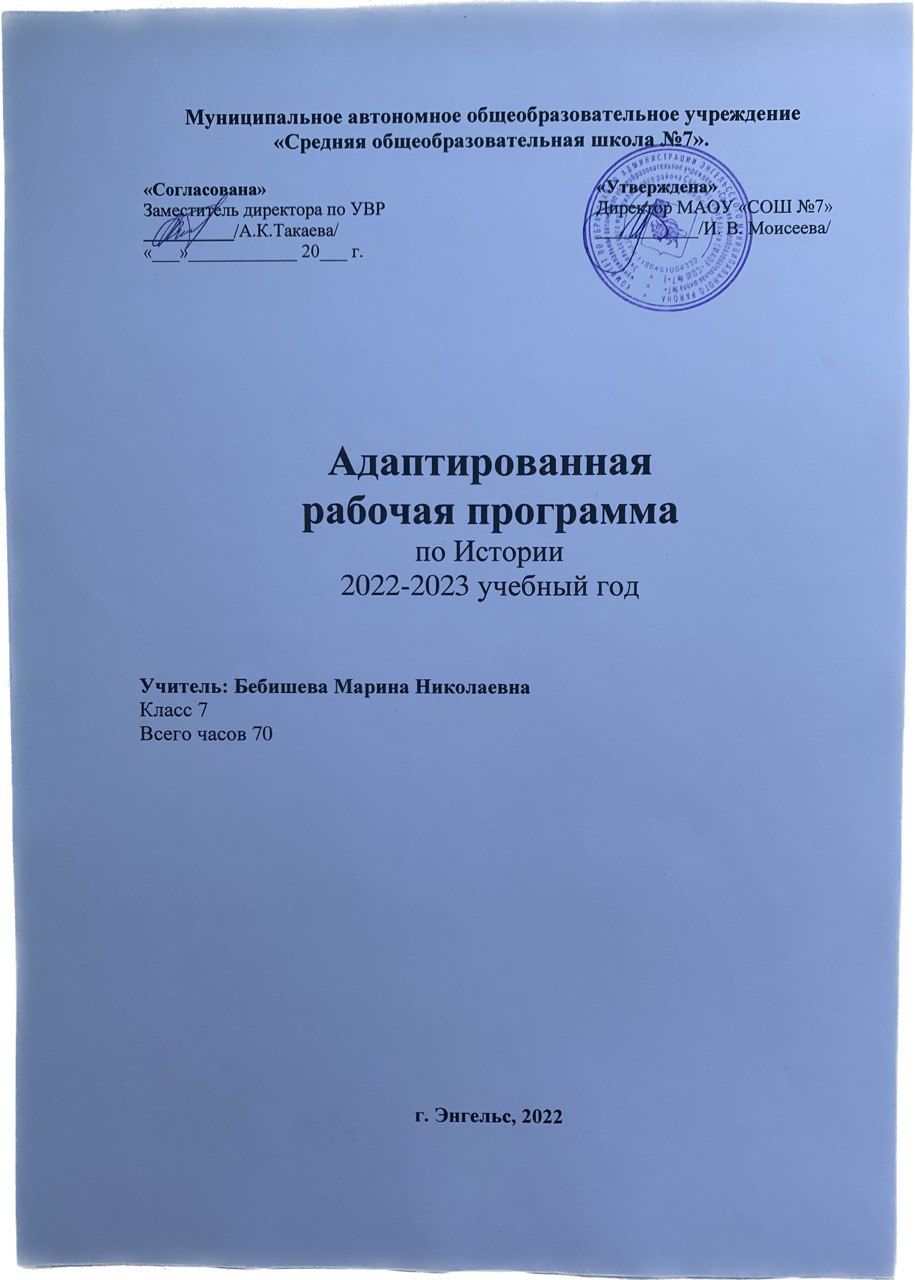 Муниципальное автономное общеобразовательное учреждение
«Средняя общеобразовательная школа №7».
«Согласована»
Заместитель директора по УВР
__________/А.К.Такаева/
«___»____________ 20___ г.
«Утверждена»
Директор МАОУ «СОШ №7»
___________/И. В. Моисеева/
Адаптированная
рабочая программа
по Истории
2022-2023 учебный год
Учитель: Бебишева Марина Николаевна
Класс 7
Всего часов 70
г. Энгельс, 2022